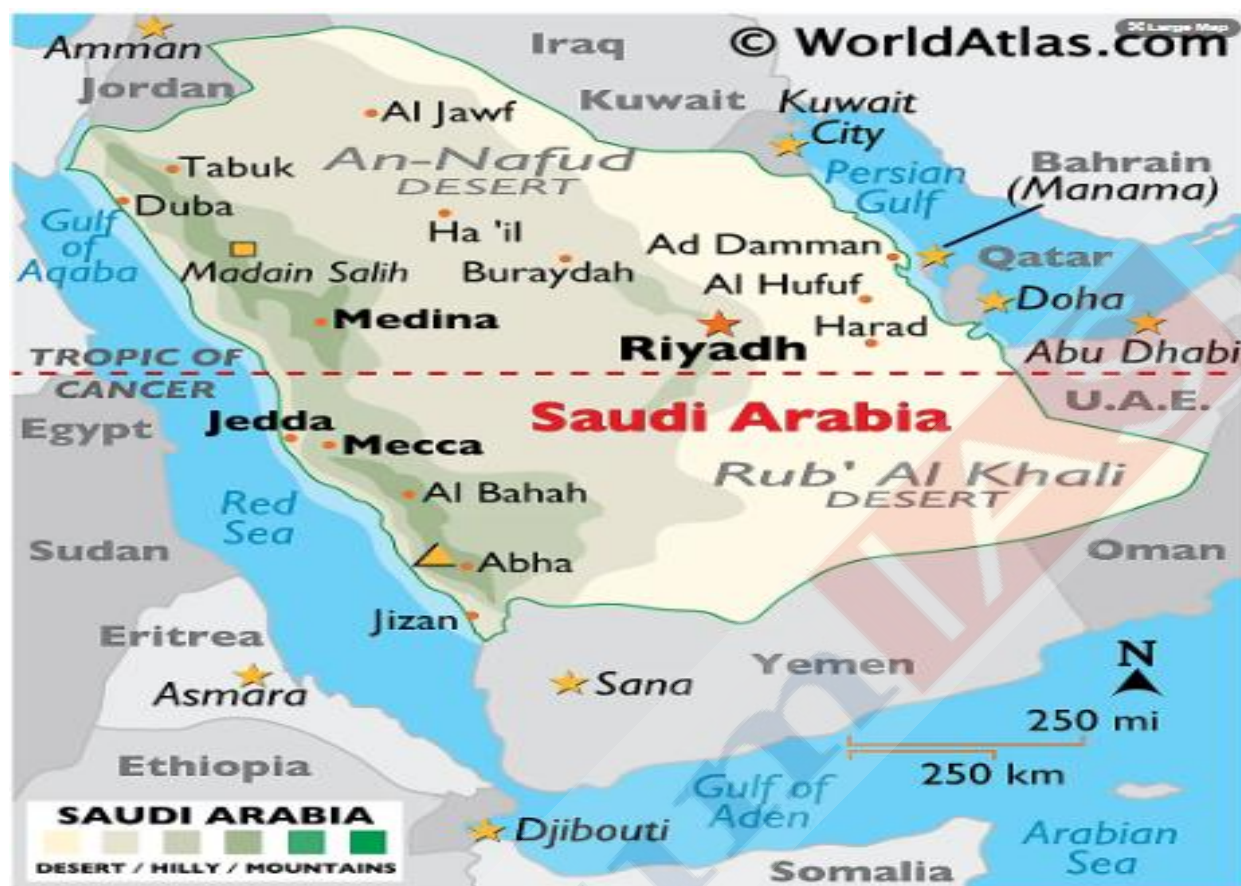 Large Map
© WorldAtlas.com
Amman
Iraq
Jordan
Kuwait
Kuwait
City
Al Jawf
An-Nafud
DESERT
Persian
Gulf
Bahrain
(Manama)
Tabuk
Duba
Gulf
of
Aqaba
Ha 'il
Madain Salih
Buraydah
Ad Damman
Qatar
Al Hufuf
Doha
Medina
Harad
Riyadh
Abu Dhabi
TROPIC OF
CANCER
U.A.E.
Egypt
Jedda
Saudi Arabia
Mecca
Rub' Al Khali
DESERT
Al Bahah
Red
Sea
Sudan
Oman
Abha
Jizan
Eritrea
Yemen
N
Asmara
Sana
250 mi
Ethiopia
250 km
Gulf of
Aden
SAUDI ARABIA
DESERT / HILLY / MOUNTAINS
Djibouti
Arabian
Sea
Somalia